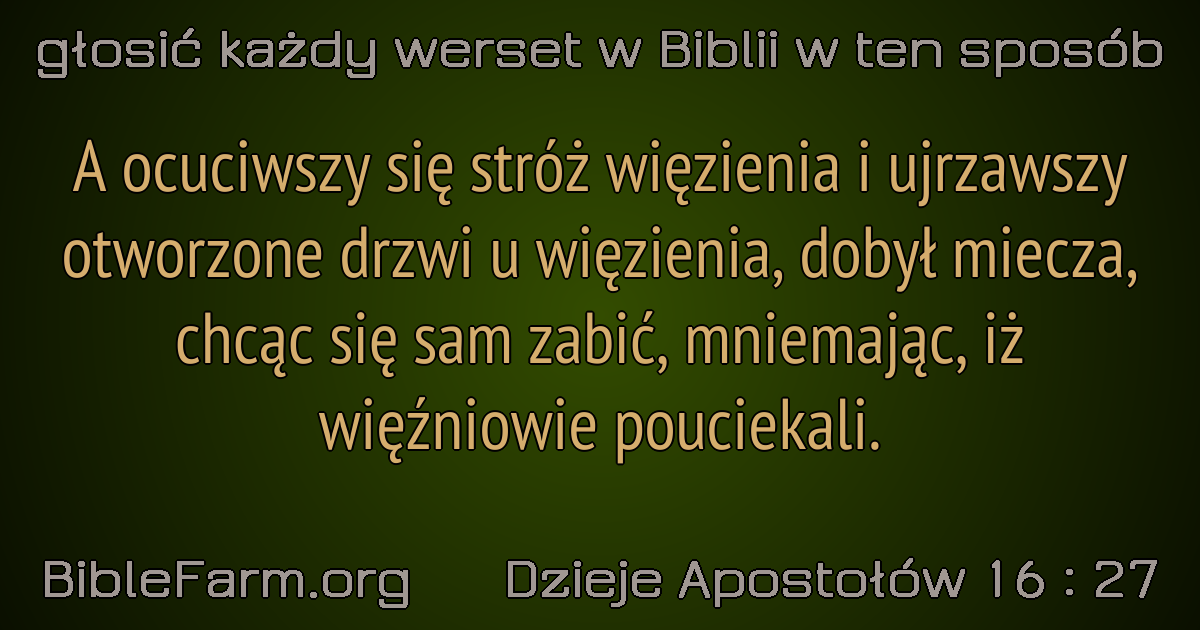 głosić każdy werset w Biblii w ten sposób
A ocuciwszy się stróż więzienia i ujrzawszy
otworzone drzwi u więzienia, dobył miecza,
chcąc się sam zabić, mniemając, iż
więźniowie pouciekali.
BibleFarm.org Dzieje Apostołów 16 : 27